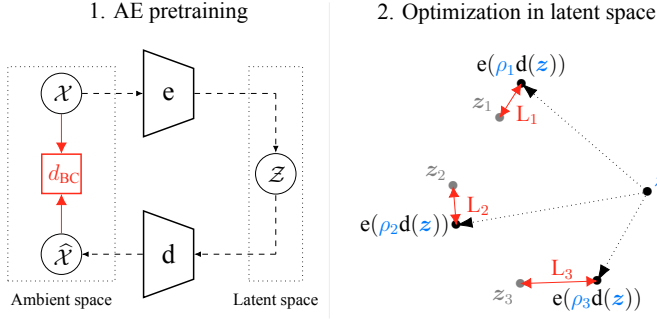 1. AE pretraining
𝒳
e
d_BC
𝒵
𝒳̂
d
Ambient space
Latent space
2. Optimization in latent space
e(ρ₁d(z))
z₁
L₁
z₂
L₂
e(ρ₂d(z))
L₃
z₃
e(ρ₃d(z))